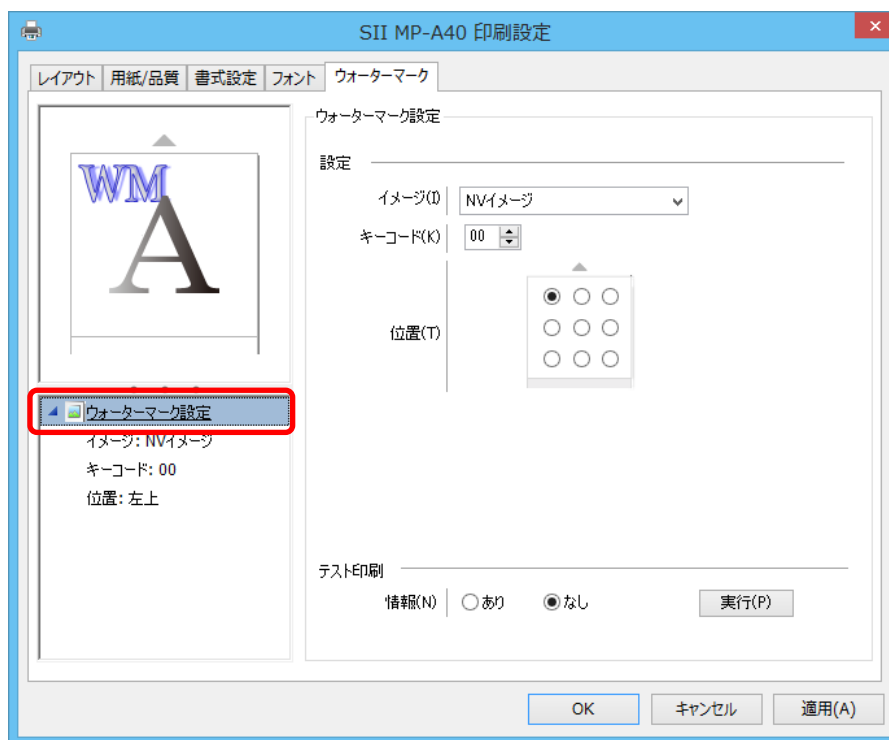 SII MP-A40 印刷設定
レイアウト 用紙/品質 書式設定 フォント ウォーターマーク
WM
A
ウォーターマーク設定
イメージ: NVイメージ
キーコード: 00
位置: 左上
ウォーターマーク設定
設定
イメージ(I) NVイメージ
キーコード(K) 00
位置(T)
テスト印刷
情報(N) あり なし 実行(P)
OK キャンセル 適用(A)